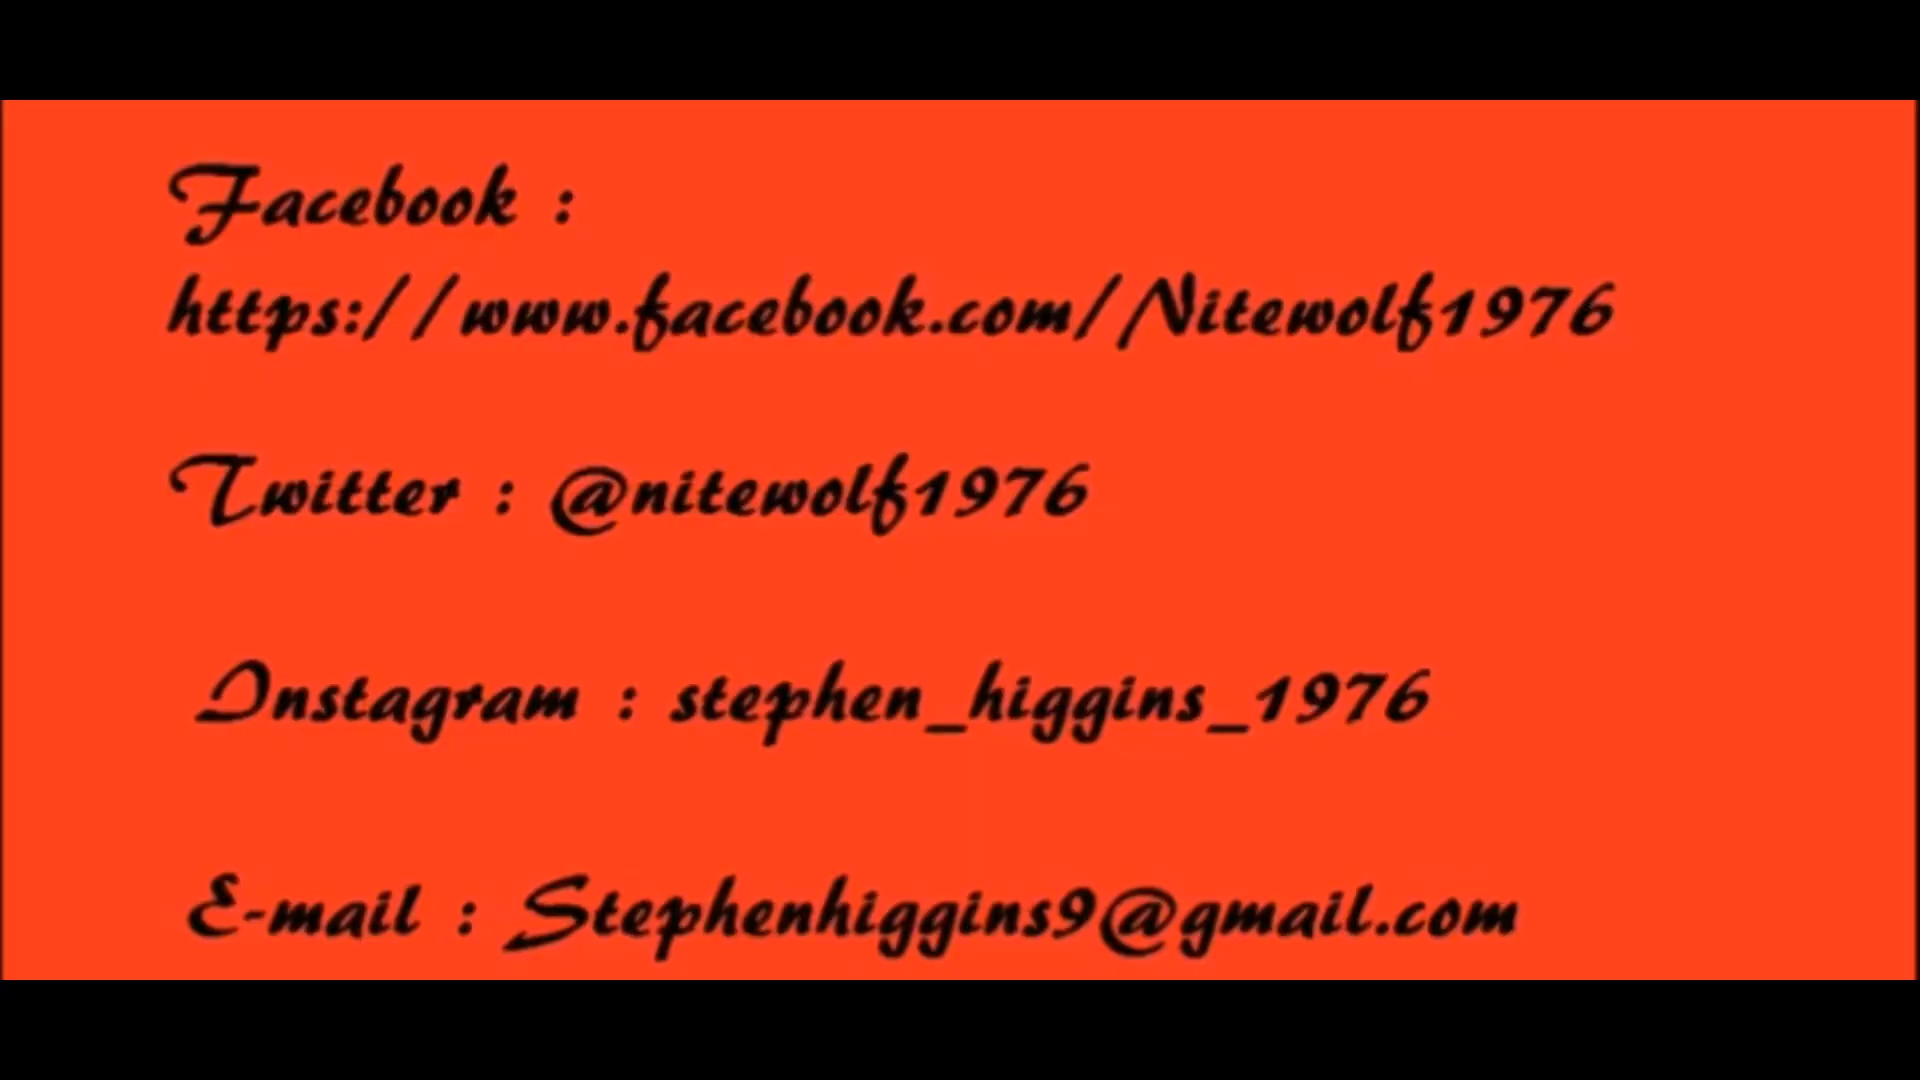 Facebook :
https://www.facebook.com/Nitewolf1976
Twitter : @nitewolf1976
Instagram : stephen_higgins_1976
E-mail : Stephenhiggins9@gmail.com